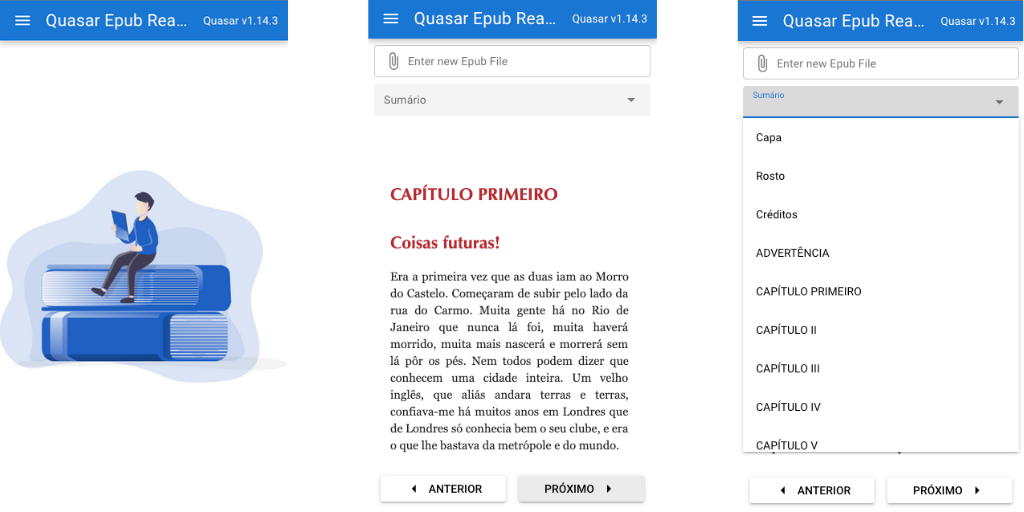 Quasar Epub Rea... Quasar v1.14.3
Quasar Epub Rea... Quasar v1.14.3
Enter new Epub File
Sumário
CAPÍTULO PRIMEIRO
Coisas futuras!
Era a primeira vez que as duas iam ao Morro
do Castelo. Começaram de subir pelo lado da
rua do Carmo. Muita gente há no Rio de
Janeiro que nunca lá foi, muita haverá
morrido, muita mais nascerá e morrerá sem
lá pôr os pés. Nem todos podem dizer que
conhecem uma cidade inteira. Um velho
inglês, que aliás andara terras e terras,
confiava-me há muitos anos em Londres que
de Londres só conhecia bem o seu clube, e era
o que lhe bastava da metrópole e do mundo.
ANTERIOR PRÓXIMO
Quasar Epub Rea... Quasar v1.14.3
Enter new Epub File
Sumário
Capa
Rosto
Créditos
ADVERTÊNCIA
CAPÍTULO PRIMEIRO
CAPÍTULO II
CAPÍTULO III
CAPÍTULO IV
CAPÍTULO V
ANTERIOR PRÓXIMO